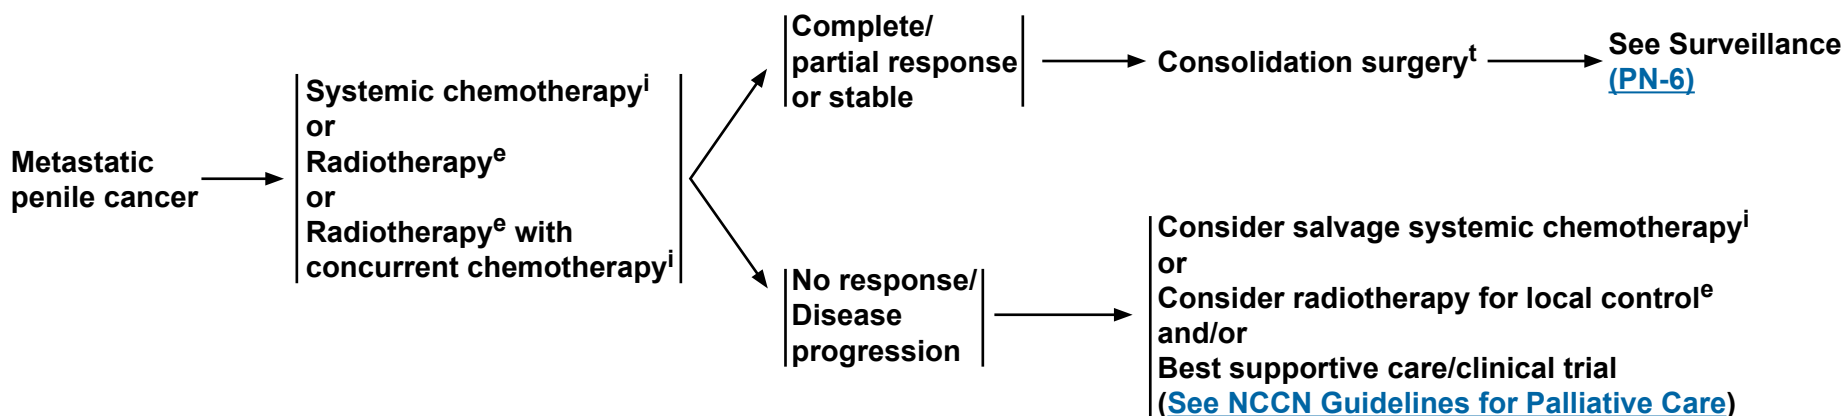 Metastatic
penile cancer
Systemic chemotherapyⁱ
or
Radiotherapyᵉ
or
Radiotherapyᵉ with
concurrent chemotherapyⁱ
Complete/
partial response
or stable
Consolidation surgeryᵗ
See Surveillance
(PN-6)
No response/
Disease
progression
Consider salvage systemic chemotherapyⁱ
or
Consider radiotherapy for local controlᵉ
and/or
Best supportive care/clinical trial
(See NCCN Guidelines for Palliative Care)